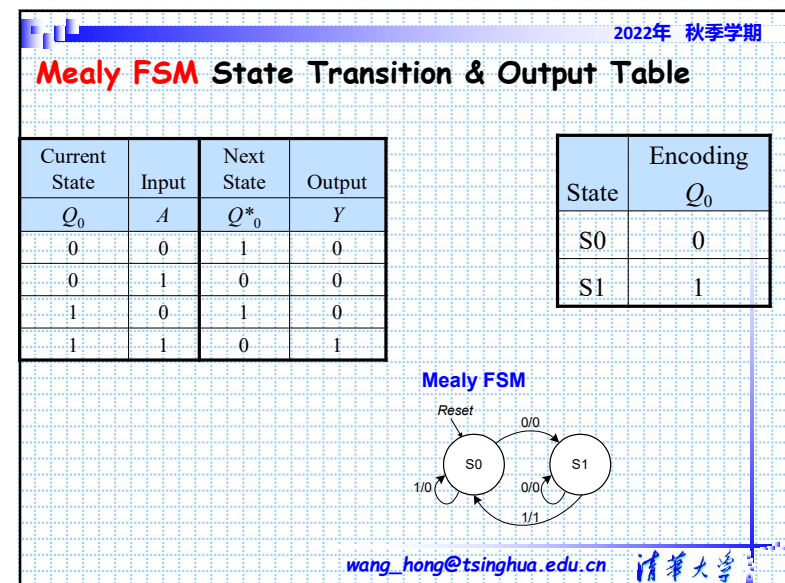 2022年 秋季学期
Mealy FSM State Transition & Output Table
Current State Input Next State Output
Q₀ A Q*₀ Y
0 0 1 0
0 1 0 0
1 0 1 0
1 1 0 1
State Encoding Q₀
S0 0
S1 1
Mealy FSM
Reset
0/0
S0 S1
1/0 0/0
1/1
wang_hong@tsinghua.edu.cn 清華大学